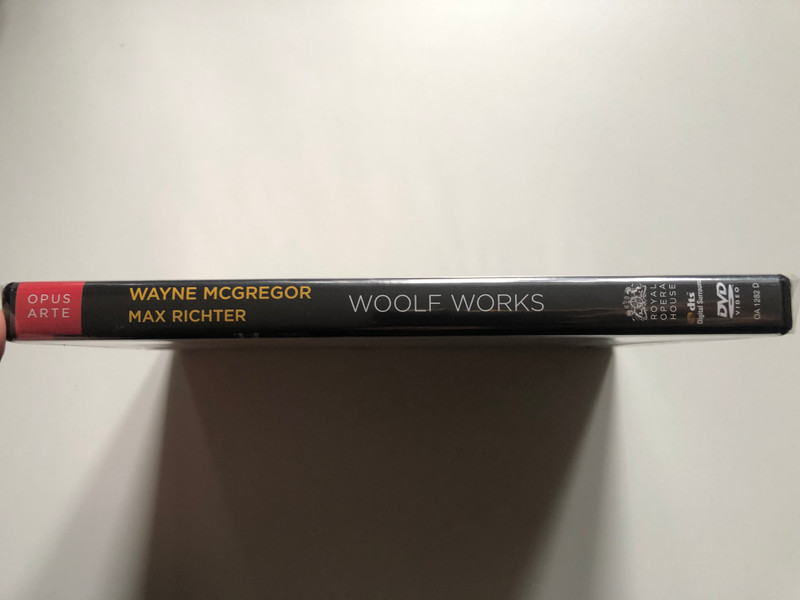 OPUS
ARTE
WAYNE MCGREGOR
MAX RICHTER
WOOLF WORKS
ROYAL
OPERA
HOUSE
dts
Digital Surround
DVD
VIDEO
OA 1282 D